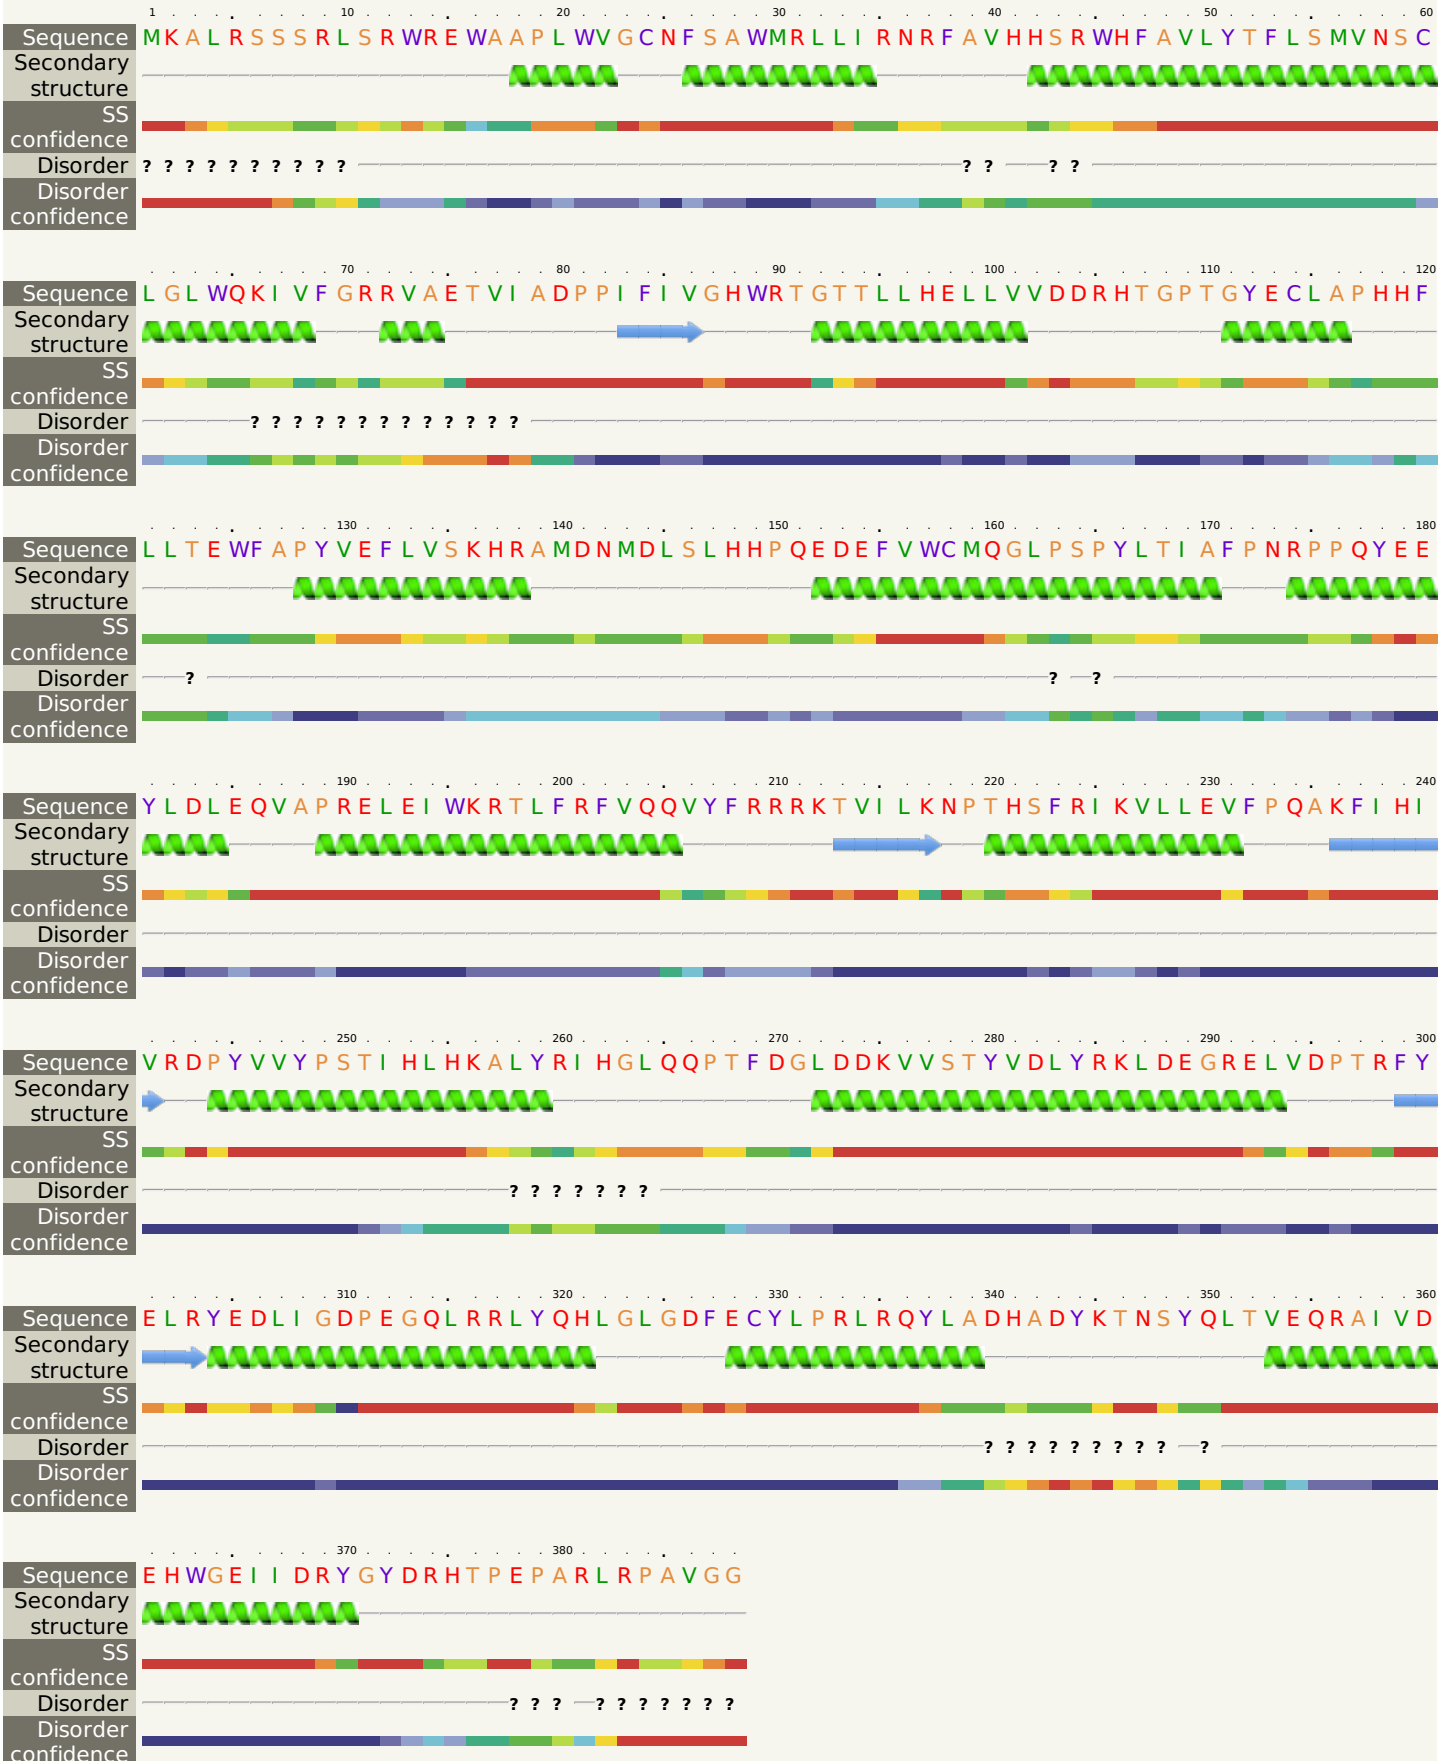 1 10 20 30 40 50 60
Sequence MKALRSSSRLSRWREWAAPLWVGCNFSAWMRLLIRNRFAVHHSRWHFAVLYTFLSMVNSC
Secondary
structure
SS
confidence
Disorder ? ? ? ? ? ? ? ? ? ? ? ? ? ?
Disorder
confidence
70 80 90 100 110 120
Sequence LGLWQKIVFGRRVAETVIADPPIFIVGHWRTGTTLLHELLVVDDRHTGPTGYECLAPHHF
Secondary
structure
SS
confidence
Disorder ? ? ? ? ? ? ? ? ? ? ? ? ?
Disorder
confidence
130 140 150 160 170 180
Sequence LLTEWFAPYVEFLVSKHRAMDNMDLSLHHPQEDEFVWCMQGLPSPYLTIAFPNRPPQYEE
Secondary
structure
SS
confidence
Disorder ? ? ?
Disorder
confidence
190 200 210 220 230 240
Sequence YLDLEQVAPRELEIWKRTLFRFVQQVYFRRRKTVILKNPTHSFRIKVLLEVFPQAKFIHI
Secondary
structure
SS
confidence
Disorder
Disorder
confidence
250 260 270 280 290 300
Sequence VRDPYVVYPSTIHLHKALYRIHGLQQPTFDGLDDKVVSTYVDLYRKLDEGRELVDPTRFY
Secondary
structure
SS
confidence
Disorder ? ? ? ? ? ? ?
Disorder
confidence
310 320 330 340 350 360
Sequence ELRYEDLIGDPEGQLRRLYQHLGLGDFECYLPRLRQYLADHADYKTNSYQLTVEQRAIVD
Secondary
structure
SS
confidence
Disorder ? ? ? ? ? ? ? ? ? ?
Disorder
confidence
370 380
Sequence EHWGEIIDRYGYDRHTPEPARLRPAVGG
Secondary
structure
SS
confidence
Disorder ? ? ? ? ? ? ? ? ? ?
Disorder
confidence